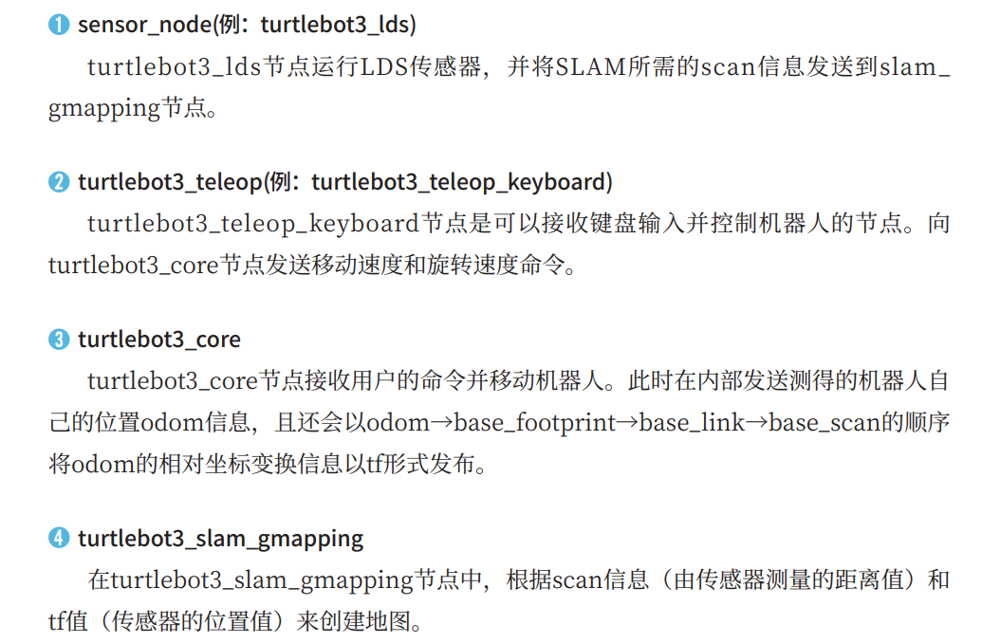 ❶ sensor_node(例：turtlebot3_lds)
turtlebot3_lds节点运行LDS传感器，并将SLAM所需的scan信息发送到slam_
gmapping节点。
❷ turtlebot3_teleop(例：turtlebot3_teleop_keyboard)
turtlebot3_teleop_keyboard节点是可以接收键盘输入并控制机器人的节点。向
turtlebot3_core节点发送移动速度和旋转速度命令。
❸ turtlebot3_core
turtlebot3_core节点接收用户的命令并移动机器人。此时在内部发送测得的机器人自
己的位置odom信息，且还会以odom→base_footprint→base_link→base_scan的顺序
将odom的相对坐标变换信息以tf形式发布。
❹ turtlebot3_slam_gmapping
在turtlebot3_slam_gmapping节点中，根据scan信息（由传感器测量的距离值）和
tf值（传感器的位置值）来创建地图。